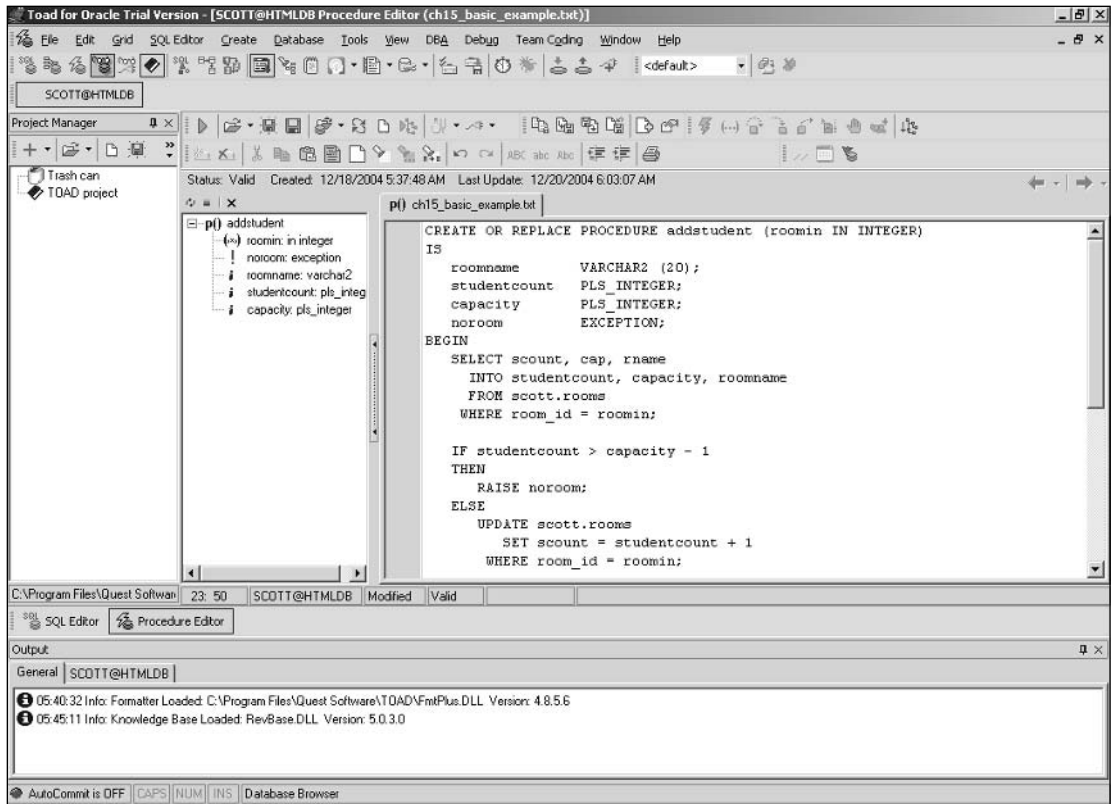 Toad for Oracle Trial Version - [SCOTT@HTMLDB Procedure Editor (ch15_basic_example.txt)]
File Edit Grid SQL Editor Create Database Tools View DBA Debug Team Coding Window Help
<default>
SCOTT@HTMLDB
Project Manager
Trash can
TOAD project
Status: Valid Created: 12/18/2004 5:37:48 AM Last Update: 12/20/2004 6:03:07 AM
p() addstudent
roomin: in integer
noroom: exception
roomname: varchar2
studentcount: pls_integ
capacity: pls_integer
p() ch15_basic_example.txt
CREATE OR REPLACE PROCEDURE addstudent (roomin IN INTEGER)
IS
roomname VARCHAR2 (20);
studentcount PLS_INTEGER;
capacity PLS_INTEGER;
noroom EXCEPTION;
BEGIN
SELECT scount, cap, rname
INTO studentcount, capacity, roomname
FROM scott.rooms
WHERE room_id = roomin;
IF studentcount > capacity - 1
THEN
RAISE noroom;
ELSE
UPDATE scott.rooms
SET scount = studentcount + 1
WHERE room_id = roomin;
C:\Program Files\Quest Softwar 23: 50 SCOTT@HTMLDB Modified Valid
SQL Editor Procedure Editor
Output
General SCOTT@HTMLDB
05:40:32 Info: Formatter Loaded: C:\Program Files\Quest Software\TOAD\FmtPlus.DLL Version: 4.8.5.6
05:45:11 Info: Knowledge Base Loaded: RevBase.DLL Version: 5.0.3.0
AutoCommit is OFF CAPS NUM INS Database Browser